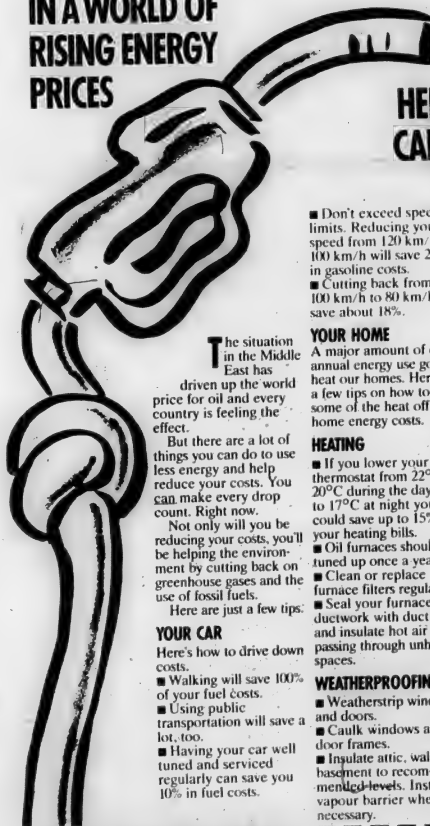 IN A WORLD OF
RISING ENERGY
PRICES
HE
CA
The situation
in the Middle
East has
driven up the world
price for oil and every
country is feeling the
effect.
But there are a lot of
things you can do to use
less energy and help
reduce your costs. You
can make every drop
count. Right now.
Not only will you be
reducing your costs, you'll
be helping the environ-
ment by cutting back on
greenhouse gases and the
use of fossil fuels.
Here are just a few tips.
YOUR CAR
Here's how to drive down
costs.
■ Walking will save 100%
of your fuel costs.
■ Using public
transportation will save a
lot, too.
■ Having your car well
tuned and serviced
regularly can save you
10% in fuel costs.
■ Don't exceed spee
limits. Reducing you
speed from 120 km/
100 km/h will save 2
in gasoline costs.
■ Cutting back from
100 km/h to 80 km/h
save about 18%.
YOUR HOME
A major amount of
annual energy use go
heat our homes. Her
a few tips on how to
some of the heat off
home energy costs.
HEATING
■ If you lower your
thermostat from 22°
20°C during the day
to 17°C at night you
could save up to 15%
your heating bills.
■ Oil furnaces shoul
tuned up once a yea
■ Clean or replace
furnace filters regula
■ Seal your furnace
ductwork with duct
and insulate hot air
passing through unh
spaces.
WEATHERPROOFIN
■ Weatherstrip wind
and doors.
■ Caulk windows a
door frames.
■ Insulate attic, wal
basement to recom-
mended levels. Inst
vapour barrier whe
necessary.